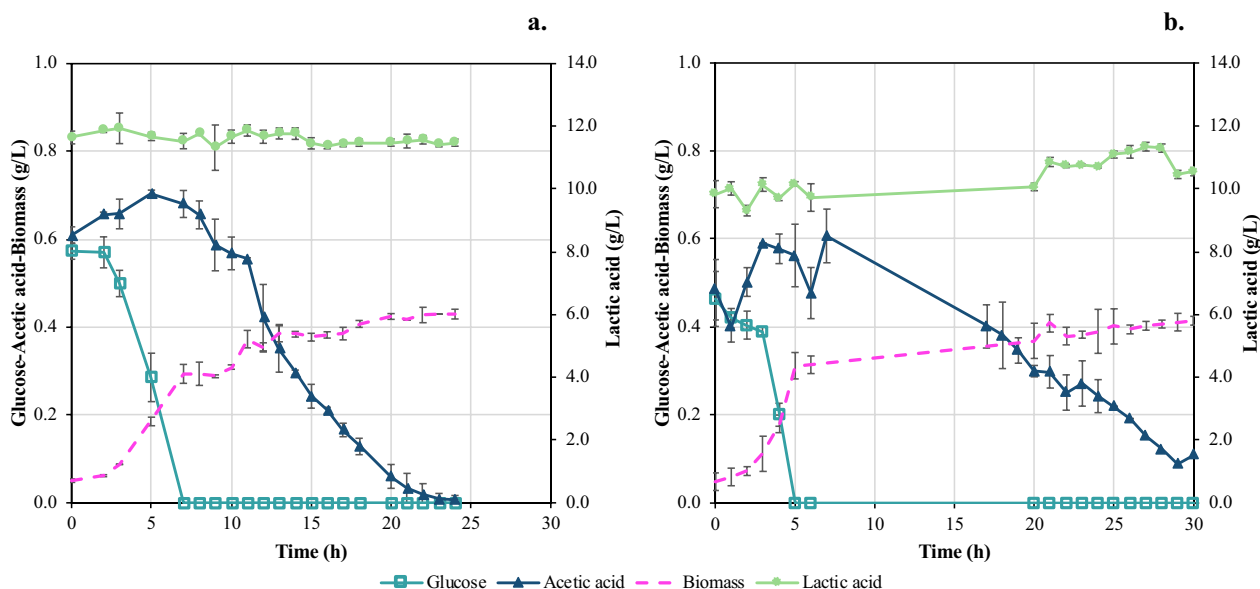 a.
1.0
0.8
0.6
0.4
0.2
0.0
Glucose-Acetic acid-Biomass (g/L)
14.0
12.0
10.0
8.0
6.0
4.0
2.0
0.0
Lactic acid (g/L)
0 5 10 15 20 25 30
Time (h)
b.
1.0
0.8
0.6
0.4
0.2
0.0
Glucose-Acetic acid-Biomass (g/L)
14.0
12.0
10.0
8.0
6.0
4.0
2.0
0.0
Lactic acid (g/L)
0 5 10 15 20 25 30
Time (h)
Glucose Acetic acid Biomass Lactic acid